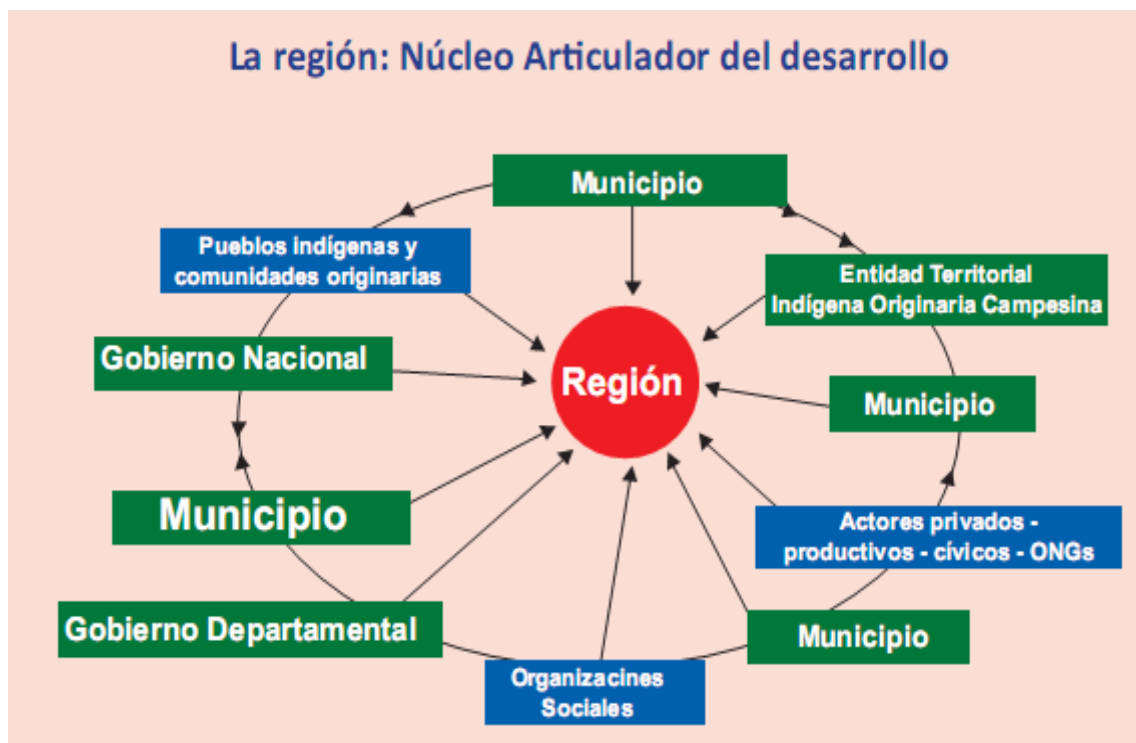 La región: Núcleo Articulador del desarrollo
Municipio
Pueblos indígenas y
comunidades originarias
Entidad Territorial
Indígena Originaria Campesina
Gobierno Nacional
Región
Municipio
Municipio
Actores privados -
productivos - cívicos - ONGs
Gobierno Departamental
Municipio
Organizacines
Sociales